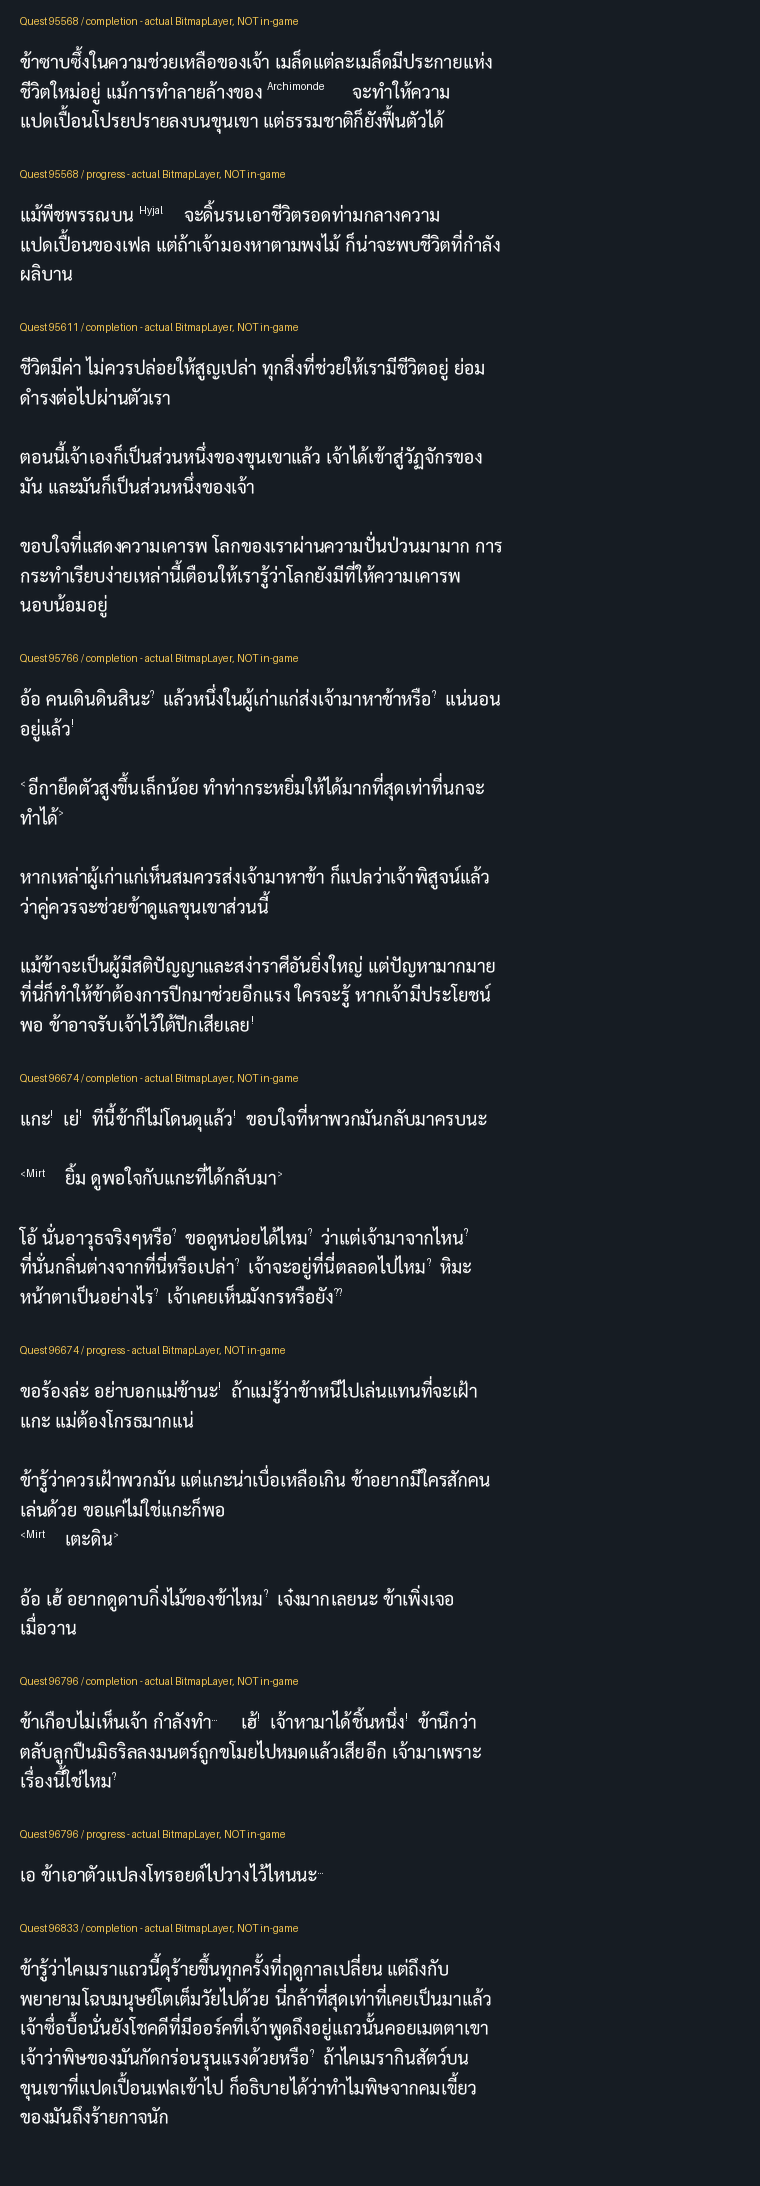 Quest 95568 / completion - actual BitmapLayer, NOT in-game
ข้าซาบซึ้งในความช่วยเหลือของเจ้า เมล็ดแต่ละเมล็ดมีประกายแห่ง
ชีวิตใหม่อยู่ แม้การทำลายล้างของ Archimonde จะทำให้ความ
แปดเปื้อนโปรยปรายลงบนขุนเขา แต่ธรรมชาติก็ยังฟื้นตัวได้
Quest 95568 / progress - actual BitmapLayer, NOT in-game
แม้พืชพรรณบน Hyjal จะดิ้นรนเอาชีวิตรอดท่ามกลางความ
แปดเปื้อนของเฟล แต่ถ้าเจ้ามองหาตามพงไม้ ก็น่าจะพบชีวิตที่กำลัง
ผลิบาน
Quest 95611 / completion - actual BitmapLayer, NOT in-game
ชีวิตมีค่า ไม่ควรปล่อยให้สูญเปล่า ทุกสิ่งที่ช่วยให้เรามีชีวิตอยู่ ย่อม
ดำรงต่อไปผ่านตัวเรา
ตอนนี้เจ้าเองก็เป็นส่วนหนึ่งของขุนเขาแล้ว เจ้าได้เข้าสู่วัฏจักรของ
มัน และมันก็เป็นส่วนหนึ่งของเจ้า
ขอบใจที่แสดงความเคารพ โลกของเราผ่านความปั่นป่วนมามาก การ
กระทำเรียบง่ายเหล่านี้เตือนให้เรารู้ว่าโลกยังมีที่ให้ความเคารพ
นอบน้อมอยู่
Quest 95766 / completion - actual BitmapLayer, NOT in-game
อ้อ คนเดินดินสินะ? แล้วหนึ่งในผู้เก่าแก่ส่งเจ้ามาหาข้าหรือ? แน่นอน
อยู่แล้ว!
<อีกายืดตัวสูงขึ้นเล็กน้อย ทำท่ากระหยิ่มให้ได้มากที่สุดเท่าที่นกจะ
ทำได้>
หากเหล่าผู้เก่าแก่เห็นสมควรส่งเจ้ามาหาข้า ก็แปลว่าเจ้าพิสูจน์แล้ว
ว่าคู่ควรจะช่วยข้าดูแลขุนเขาส่วนนี้
แม้ข้าจะเป็นผู้มีสติปัญญาและสง่าราศีอันยิ่งใหญ่ แต่ปัญหามากมาย
ที่นี่ก็ทำให้ข้าต้องการปีกมาช่วยอีกแรง ใครจะรู้ หากเจ้ามีประโยชน์
พอ ข้าอาจรับเจ้าไว้ใต้ปีกเสียเลย!
Quest 96674 / completion - actual BitmapLayer, NOT in-game
แกะ! เย่! ทีนี้ข้าก็ไม่โดนดุแล้ว! ขอบใจที่หาพวกมันกลับมาครบนะ
<Mirt ยิ้ม ดูพอใจกับแกะที่ได้กลับมา>
โอ้ นั่นอาวุธจริงๆหรือ? ขอดูหน่อยได้ไหม? ว่าแต่เจ้ามาจากไหน?
ที่นั่นกลิ่นต่างจากที่นี่หรือเปล่า? เจ้าจะอยู่ที่นี่ตลอดไปไหม? หิมะ
หน้าตาเป็นอย่างไร? เจ้าเคยเห็นมังกรหรือยัง??
Quest 96674 / progress - actual BitmapLayer, NOT in-game
ขอร้องล่ะ อย่าบอกแม่ข้านะ! ถ้าแม่รู้ว่าข้าหนีไปเล่นแทนที่จะเฝ้า
แกะ แม่ต้องโกรธมากแน่
ข้ารู้ว่าควรเฝ้าพวกมัน แต่แกะน่าเบื่อเหลือเกิน ข้าอยากมีใครสักคน
เล่นด้วย ขอแค่ไม่ใช่แกะก็พอ
<Mirt เตะดิน>
อ้อ เฮ้ อยากดูดาบกิ่งไม้ของข้าไหม? เจ๋งมากเลยนะ ข้าเพิ่งเจอ
เมื่อวาน
Quest 96796 / completion - actual BitmapLayer, NOT in-game
ข้าเกือบไม่เห็นเจ้า กำลังทำ... เฮ้! เจ้าหามาได้ชิ้นหนึ่ง! ข้านึกว่า
ตลับลูกปืนมิธริลลงมนตร์ถูกขโมยไปหมดแล้วเสียอีก เจ้ามาเพราะ
เรื่องนี้ใช่ไหม?
Quest 96796 / progress - actual BitmapLayer, NOT in-game
เอ ข้าเอาตัวแปลงโทรอยด์ไปวางไว้ไหนนะ...
Quest 96833 / completion - actual BitmapLayer, NOT in-game
ข้ารู้ว่าไคเมราแถวนี้ดุร้ายขึ้นทุกครั้งที่ฤดูกาลเปลี่ยน แต่ถึงกับ
พยายามโฉบมนุษย์โตเต็มวัยไปด้วย นี่กล้าที่สุดเท่าที่เคยเป็นมาแล้ว
เจ้าซื่อบื้อนั่นยังโชคดีที่มีออร์คที่เจ้าพูดถึงอยู่แถวนั้นคอยเมตตาเขา
เจ้าว่าพิษของมันกัดกร่อนรุนแรงด้วยหรือ? ถ้าไคเมรากินสัตว์บน
ขุนเขาที่แปดเปื้อนเฟลเข้าไป ก็อธิบายได้ว่าทำไมพิษจากคมเขี้ยว
ของมันถึงร้ายกาจนัก